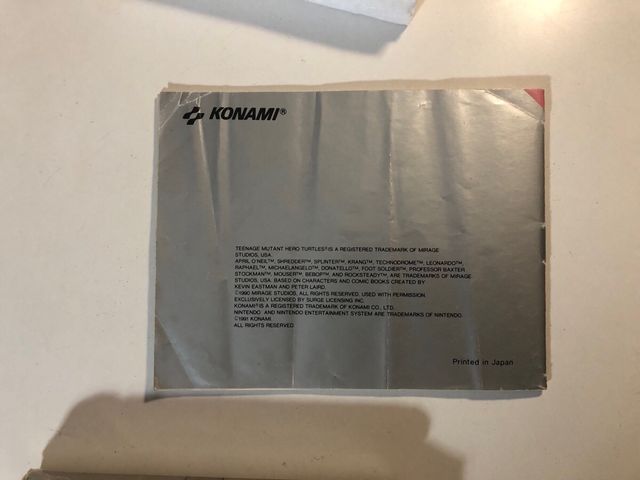 KONAMI®
TEENAGE MUTANT HERO TURTLES® IS A REGISTERED TRADEMARK OF MIRAGE
STUDIOS, USA.
APRIL O'NEIL™, SHREDDER™, SPLINTER™, KRANG™, TECHNODROME™, LEONARDO™,
RAPHAEL™, MICHAELANGELO™, DONATELLO™, FOOT SOLDIER™, PROFESSOR BAXTER
STOCKMAN™, MOUSER™, BEBOP™, AND ROCKSTEADY™, ARE TRADEMARKS OF MIRAGE
STUDIOS, USA. BASED ON CHARACTERS AND COMIC BOOKS CREATED BY
KEVIN EASTMAN AND PETER LAIRD.
©1990 MIRAGE STUDIOS, ALL RIGHTS RESERVED. USED WITH PERMISSION.
EXCLUSIVELY LICENSED BY SURGE LICENSING INC.
KONAMI® IS A REGISTERED TRADEMARK OF KONAMI CO., LTD.
NINTENDO AND NINTENDO ENTERTAINMENT SYSTEM ARE TRADEMARKS OF NINTENDO.
©1991 KONAMI.
ALL RIGHTS RESERVED.
Printed in Japan